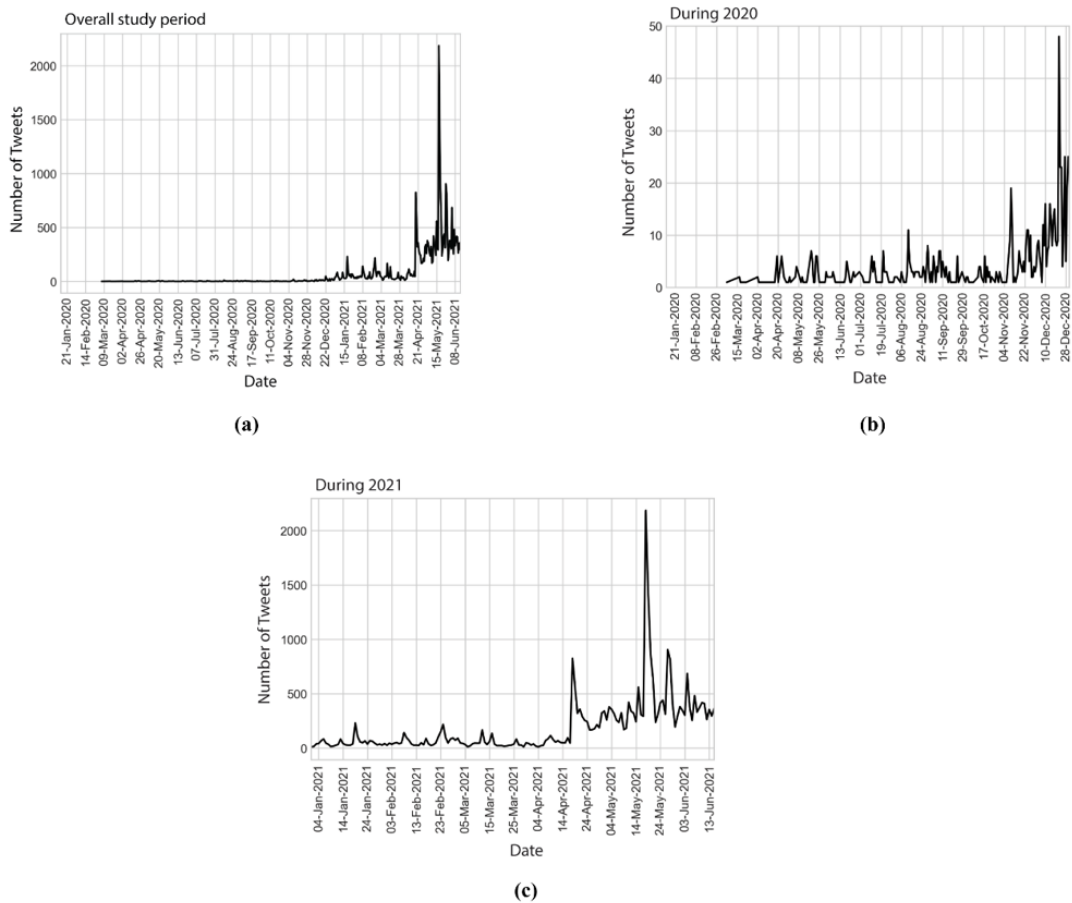 Overall study period
Number of Tweets
2000
1500
1000
500
0
21-Jan-2020
14-Feb-2020
09-Mar-2020
02-Apr-2020
26-Apr-2020
20-May-2020
13-Jun-2020
07-Jul-2020
31-Jul-2020
24-Aug-2020
17-Sep-2020
11-Oct-2020
04-Nov-2020
28-Nov-2020
22-Dec-2020
15-Jan-2021
08-Feb-2021
04-Mar-2021
28-Mar-2021
21-Apr-2021
15-May-2021
08-Jun-2021
Date
(a)
During 2020
Number of Tweets
50
40
30
20
10
0
21-Jan-2020
08-Feb-2020
26-Feb-2020
15-Mar-2020
02-Apr-2020
20-Apr-2020
08-May-2020
26-May-2020
13-Jun-2020
01-Jul-2020
19-Jul-2020
06-Aug-2020
24-Aug-2020
11-Sep-2020
29-Sep-2020
17-Oct-2020
04-Nov-2020
22-Nov-2020
10-Dec-2020
28-Dec-2020
Date
(b)
During 2021
Number of Tweets
2000
1500
1000
500
0
04-Jan-2021
14-Jan-2021
24-Jan-2021
03-Feb-2021
13-Feb-2021
23-Feb-2021
05-Mar-2021
15-Mar-2021
25-Mar-2021
04-Apr-2021
14-Apr-2021
24-Apr-2021
04-May-2021
14-May-2021
24-May-2021
03-Jun-2021
13-Jun-2021
Date
(c)